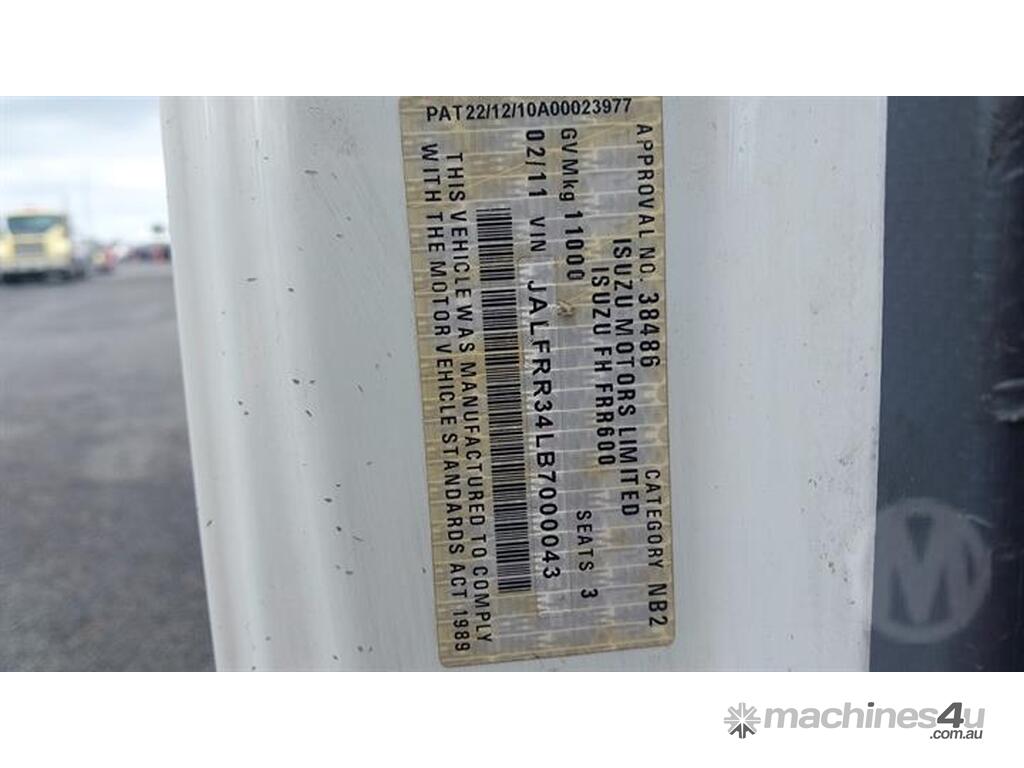 PAT22/12/10A00023977
APPROVAL NO. 38486 CATEGORY NB2
ISUZU MOTORS LIMITED
ISUZU FH FRR600
GVMkg 11000 SEATS 3
02/11 VIN JALFRR34LB7000043
THIS VEHICLE WAS MANUFACTURED TO COMPLY
WITH THE MOTOR VEHICLE STANDARDS ACT 1989
M
machines4u
.com.au